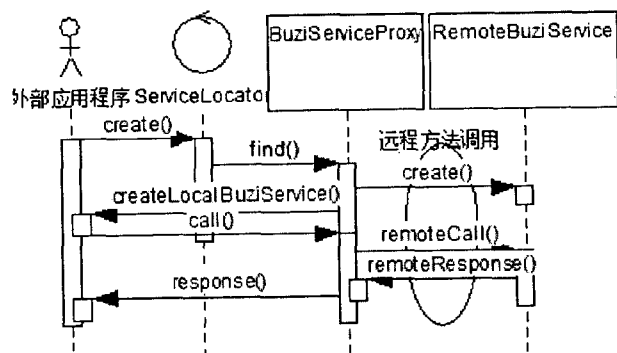 BuziServiceProxy
RemoteBuziService
外部应用程序
ServiceLocator
create()
find()
远程方法调用
create()
createLocalBuziService()
call()
remoteCall()
remoteResponse()
response()